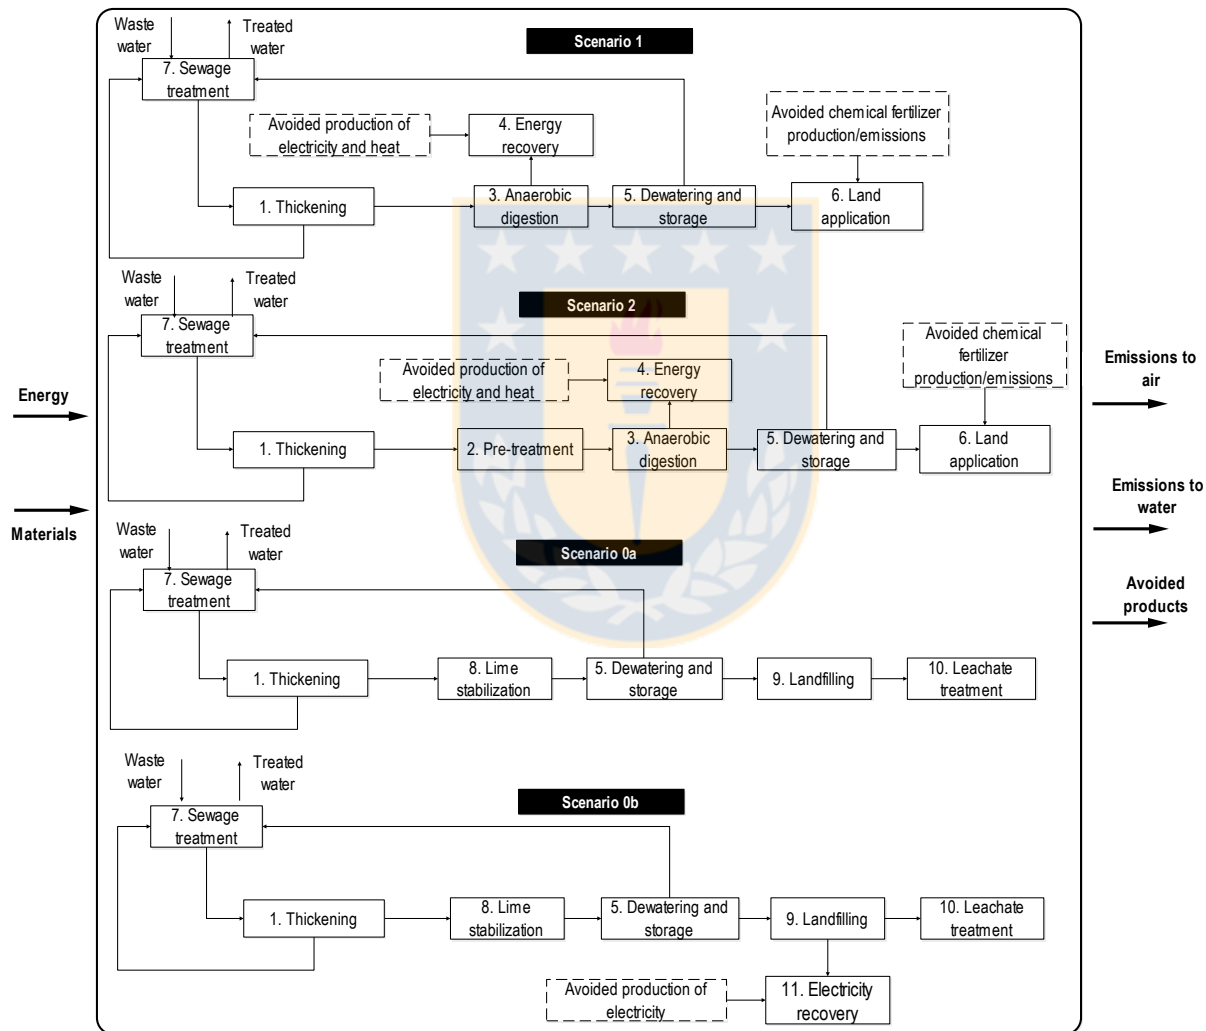 Waste
water
Treated
water
Scenario 1
7. Sewage
treatment
Avoided production of
electricity and heat
4. Energy
recovery
Avoided chemical fertilizer
production/emissions
1. Thickening
3. Anaerobic
digestion
5. Dewatering and
storage
6. Land
application
Waste
water
Treated
water
Scenario 2
7. Sewage
treatment
Avoided production of
electricity and heat
4. Energy
recovery
Avoided chemical
fertilizer
production/emissions
1. Thickening
2. Pre-treatment
3. Anaerobic
digestion
5. Dewatering and
storage
6. Land
application
Energy
Materials
Emissions to
air
Emissions to
water
Avoided
products
Waste
water
Treated
water
Scenario 0a
7. Sewage
treatment
1. Thickening
8. Lime
stabilization
5. Dewatering and
storage
9. Landfilling
10. Leachate
treatment
Waste
water
Treated
water
Scenario 0b
7. Sewage
treatment
1. Thickening
8. Lime
stabilization
5. Dewatering and
storage
9. Landfilling
10. Leachate
treatment
Avoided production of
electricity
11. Electricity
recovery